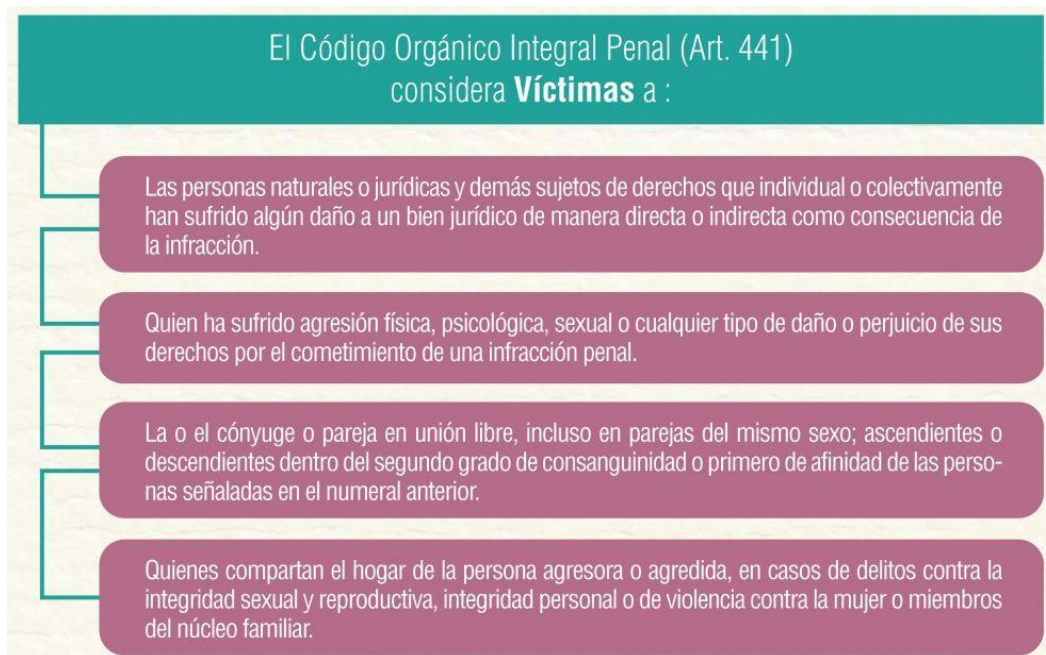 El Código Orgánico Integral Penal (Art. 441)
considera Víctimas a :
Las personas naturales o jurídicas y demás sujetos de derechos que individual o colectivamente
han sufrido algún daño a un bien jurídico de manera directa o indirecta como consecuencia de
la infracción.
Quien ha sufrido agresión física, psicológica, sexual o cualquier tipo de daño o perjuicio de sus
derechos por el cometimiento de una infracción penal.
La o el cónyuge o pareja en unión libre, incluso en parejas del mismo sexo; ascendientes o
descendientes dentro del segundo grado de consanguinidad o primero de afinidad de las perso-
nas señaladas en el numeral anterior.
Quienes compartan el hogar de la persona agresora o agredida, en casos de delitos contra la
integridad sexual y reproductiva, integridad personal o de violencia contra la mujer o miembros
del núcleo familiar.